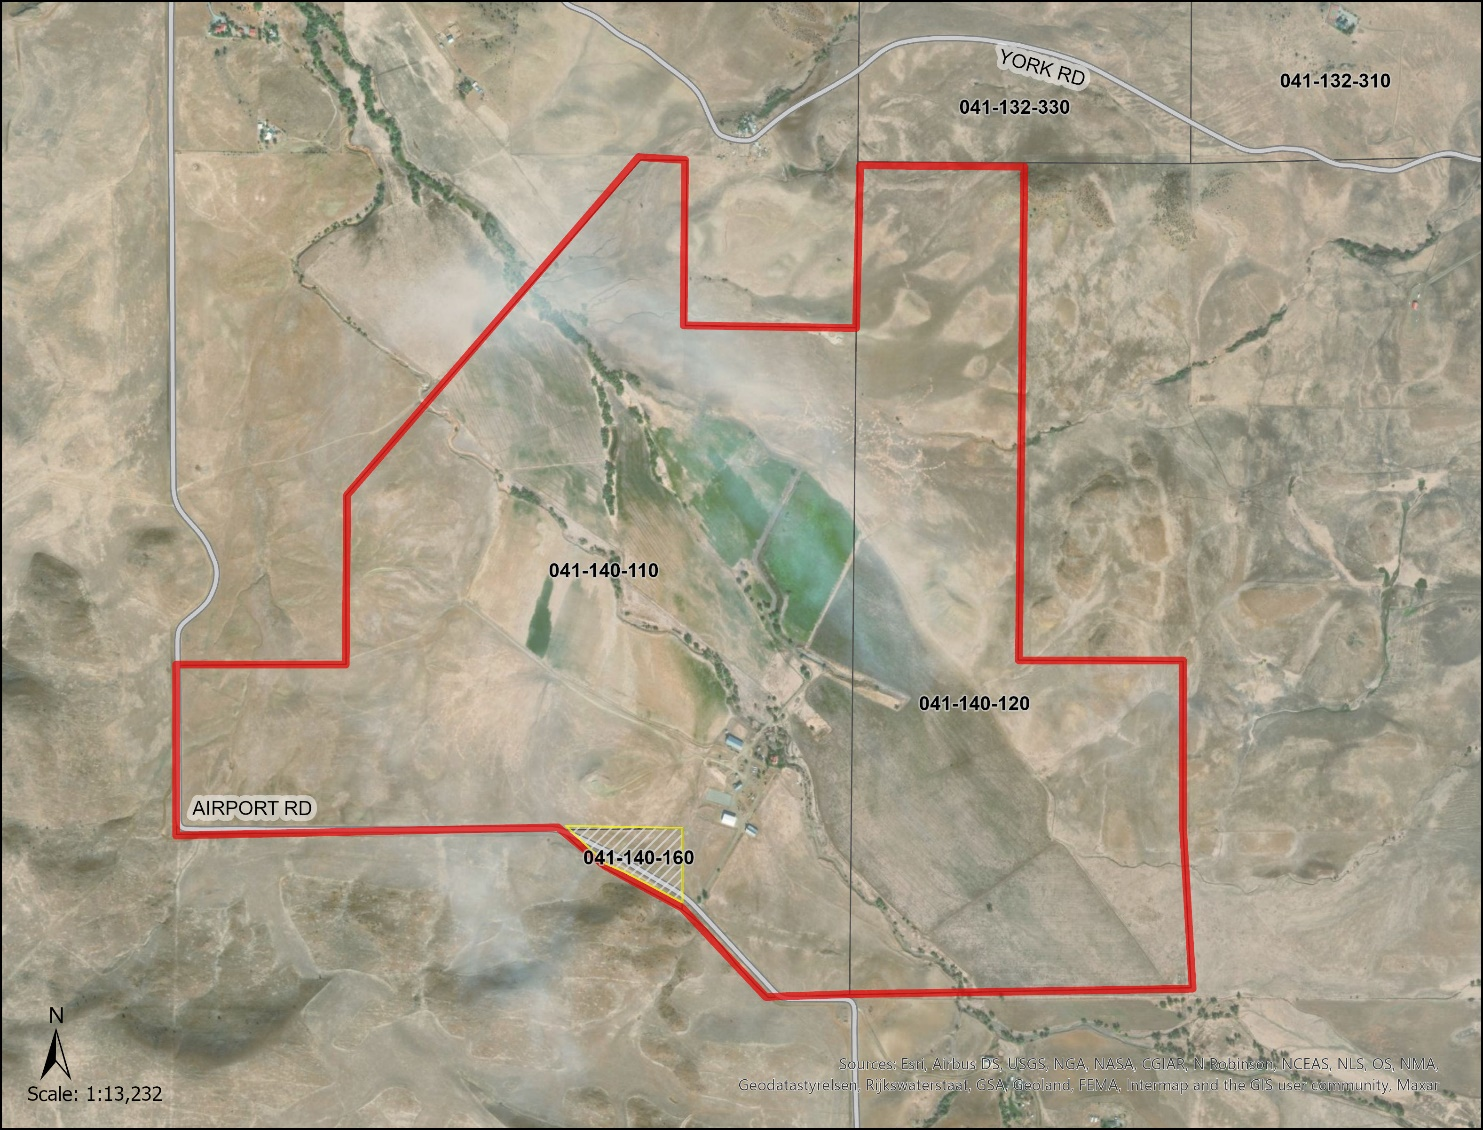 YORK RD
041-132-310
041-132-330
041-140-110
041-140-120
AIRPORT RD
041-140-160
N
Scale: 1:13,232
Sources: Esri, Airbus DS, USGS, NGA, NASA, CGIAR, N Robinson, NCEAS, NLS, OS, NMA,
Geodatastyrelsen, Rijkswaterstaat, GSA, Geoland, FEMA, Intermap and the GIS user community, Maxar